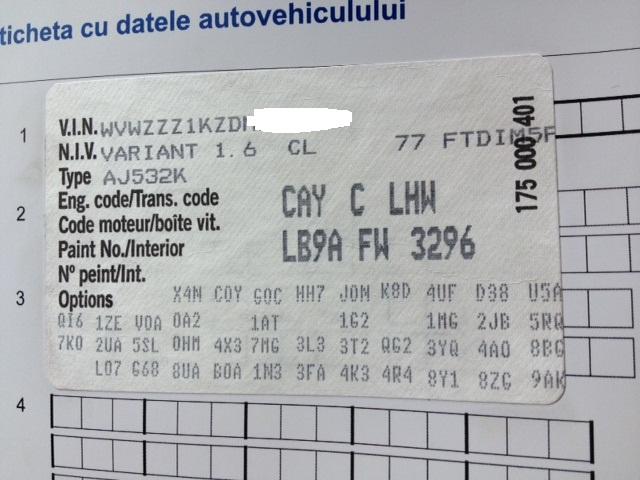 ticheta cu datele autovehiculului
175 000 401
1
V.I.N. WVWZZZ1KZD
N.I.V. VARIANT 1.6 CL 77 FTDIM5F
Type AJ532K
Eng. code/Trans. code CAY C LHW
2
Code moteur/boîte vit.
Paint No./Interior LB9A FW 3296
N° peint/Int.
3
Options X4N C0Y G0C HH7 J0N K8D 4UF D38 U5A
QI6 1ZE V0A 0A2 1AT 1G2 1MG 2JB 5RQ
7K0 2UA 5SL 0HM 4X3 7MG 3L3 3T2 QG2 3YQ 4A0 8BG
L07 G68 8UA B0A 1N3 3FA 4K3 4R4 8Y1 8ZG 9AK
4